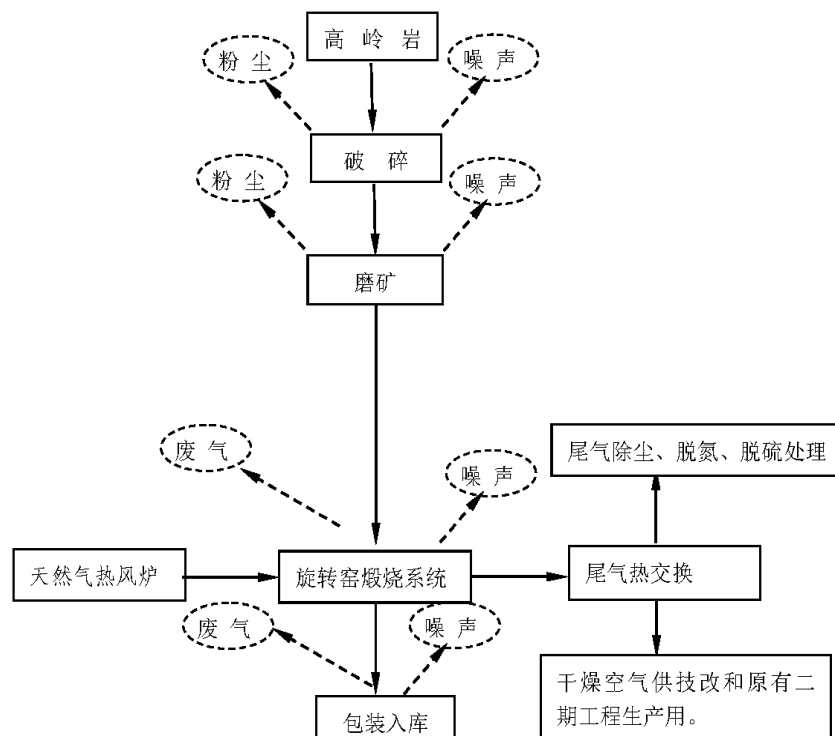 高岭岩
粉尘
噪声
破碎
粉尘
噪声
磨矿
废气
噪声
尾气除尘、脱氮、脱硫处理
天然气热风炉
旋转窑煅烧系统
尾气热交换
废气
噪声
干燥空气供技改和原有二
期工程生产用。
包装入库